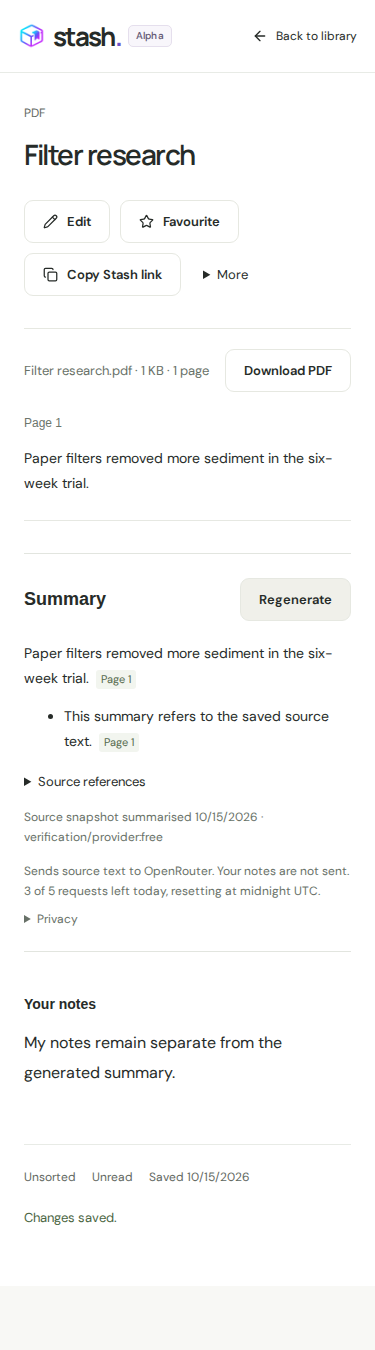 stash. Alpha Back to library
PDF
Filter research
Edit Favourite
Copy Stash link More
Filter research.pdf · 1 KB · 1 page Download PDF
Page 1
Paper filters removed more sediment in the six-
week trial.
Summary Regenerate
Paper filters removed more sediment in the six-
week trial. Page 1
• This summary refers to the saved source
text. Page 1
Source references
Source snapshot summarised 10/15/2026 ·
verification/provider:free
Sends source text to OpenRouter. Your notes are not sent.
3 of 5 requests left today, resetting at midnight UTC.
Privacy
Your notes
My notes remain separate from the
generated summary.
Unsorted Unread Saved 10/15/2026
Changes saved.